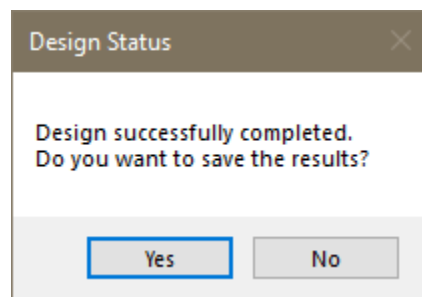 Design Status
Design successfully completed.
Do you want to save the results?
Yes
No